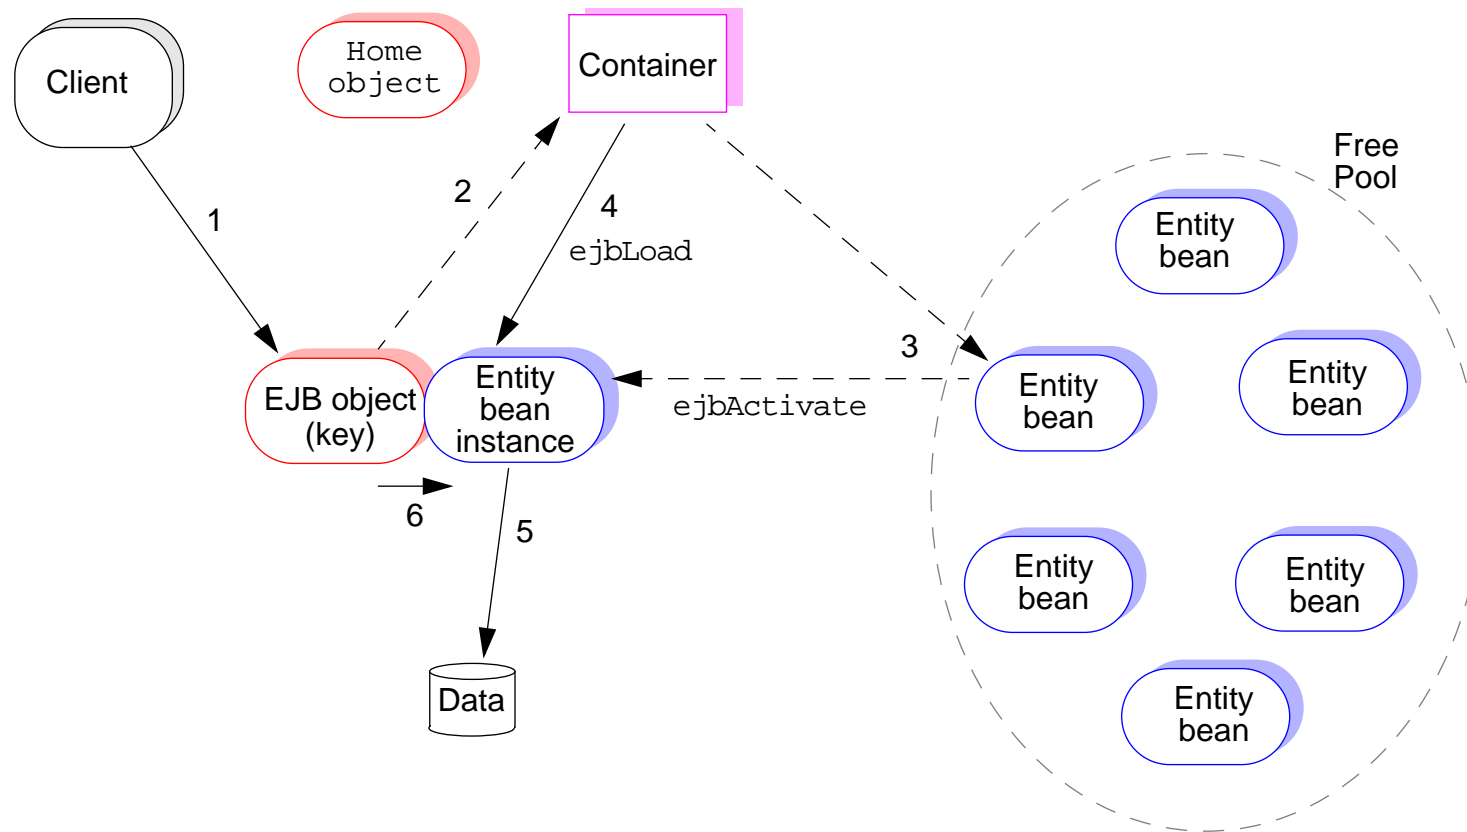 Client
Home
object
Container
Free
Pool
1
2
4
ejbLoad
3
ejbActivate
EJB object
(key)
Entity
bean
instance
6
5
Data
Entity
bean
Entity
bean
Entity
bean
Entity
bean
Entity
bean
Entity
bean